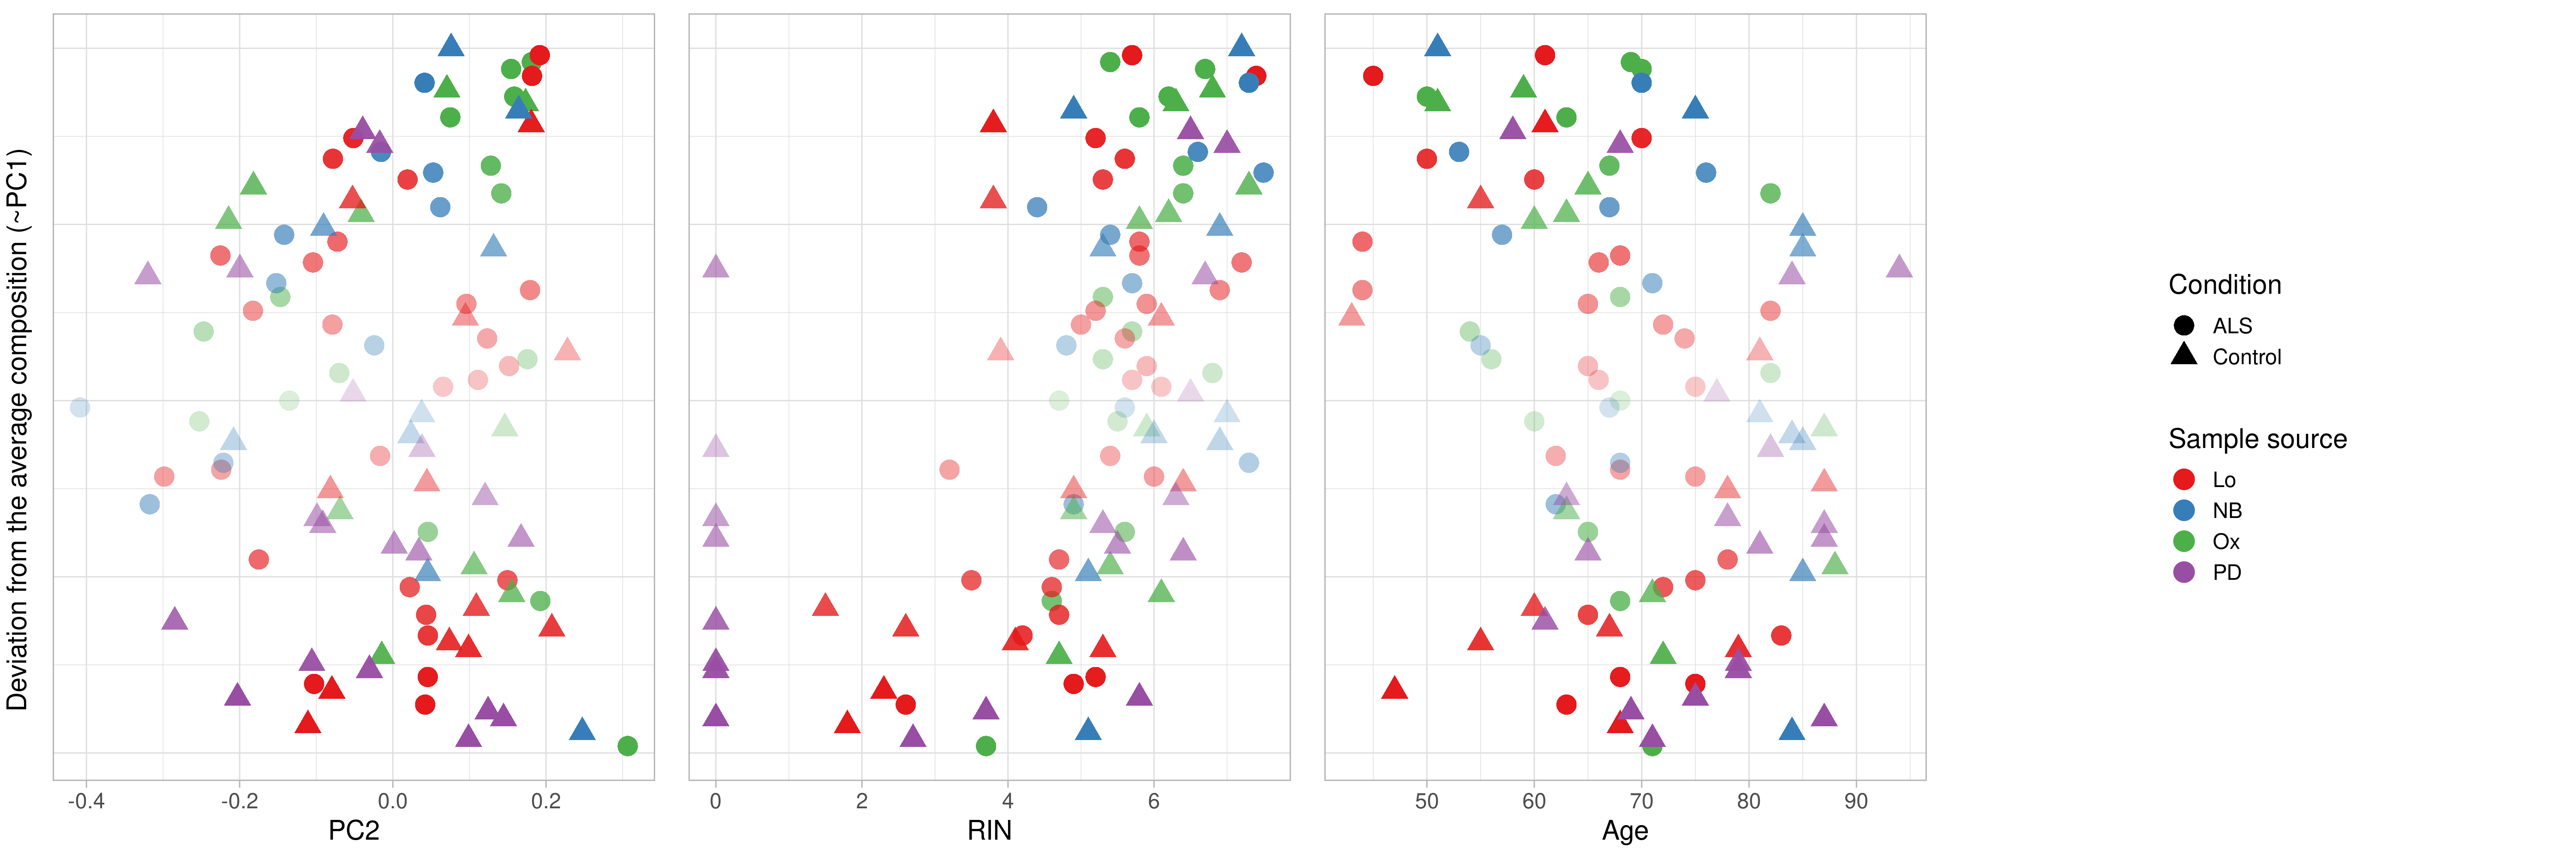 Deviation from the average composition (~PC1)
-0.4 -0.2 0.0 0.2
PC2
0 2 4 6
RIN
50 60 70 80 90
Age
Condition
ALS
Control
Sample source
Lo
NB
Ox
PD